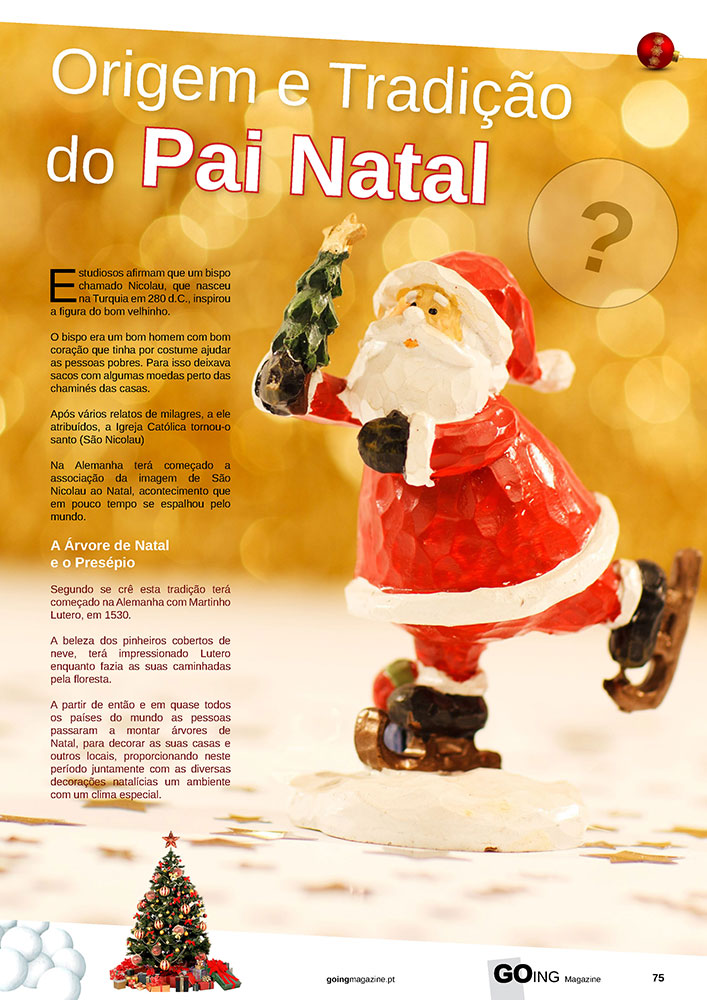 Origem e Tradição
do Pai Natal
?
Estudiosos afirmam que um bispo
chamado Nicolau, que nasceu
na Turquia em 280 d.C., inspirou
a figura do bom velhinho.
O bispo era um bom homem com bom
coração que tinha por costume ajudar
as pessoas pobres. Para isso deixava
sacos com algumas moedas perto das
chaminés das casas.
Após vários relatos de milagres, a ele
atribuídos, a Igreja Católica tornou-o
santo (São Nicolau)
Na Alemanha terá começado a
associação da imagem de São
Nicolau ao Natal, acontecimento que
em pouco tempo se espalhou pelo
mundo.
A Árvore de Natal
e o Presépio
Segundo se crê esta tradição terá
começado na Alemanha com Martinho
Lutero, em 1530.
A beleza dos pinheiros cobertos de
neve, terá impressionado Lutero
enquanto fazia as suas caminhadas
pela floresta.
A partir de então e em quase todos
os países do mundo as pessoas
passaram a montar árvores de
Natal, para decorar as suas casas e
outros locais, proporcionando neste
período juntamente com as diversas
decorações natalícias um ambiente
com um clima especial.
goingmagazine.pt
GOING Magazine
75